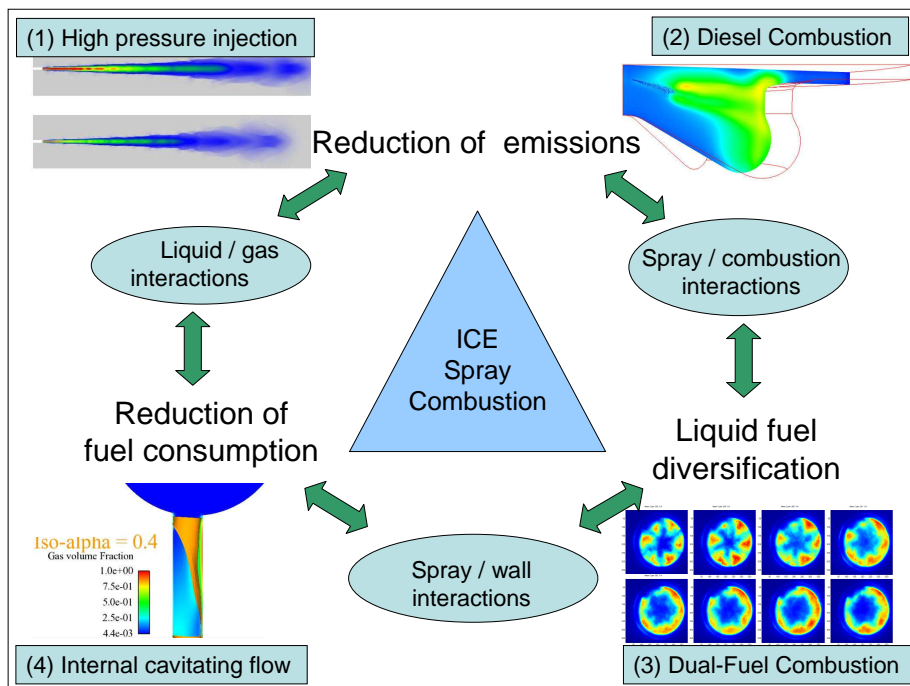 (1) High pressure injection
(2) Diesel Combustion
Reduction of emissions
Liquid / gas
interactions
Spray / combustion
interactions
ICE
Spray
Combustion
Reduction of
fuel consumption
Liquid fuel
diversification
Iso-alpha = 0.4
Gas volume Fraction
1.0e+00
7.5e-01
5.0e-01
2.5e-01
4.4e-03
Spray / wall
interactions
(4) Internal cavitating flow
(3) Dual-Fuel Combustion